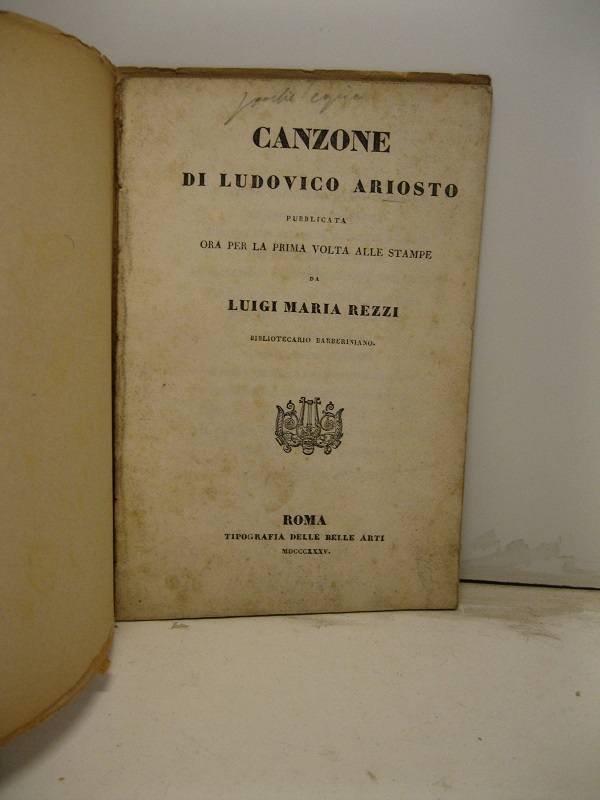 CANZONE
DI LUDOVICO ARIOSTO
PUBBLICATA
ORA PER LA PRIMA VOLTA ALLE STAMPE
DA
LUIGI MARIA REZZI
BIBLIOTECARIO BARBERINIANO.
ROMA
TIPOGRAFIA DELLE BELLE ARTI
MDCCCXXXV.